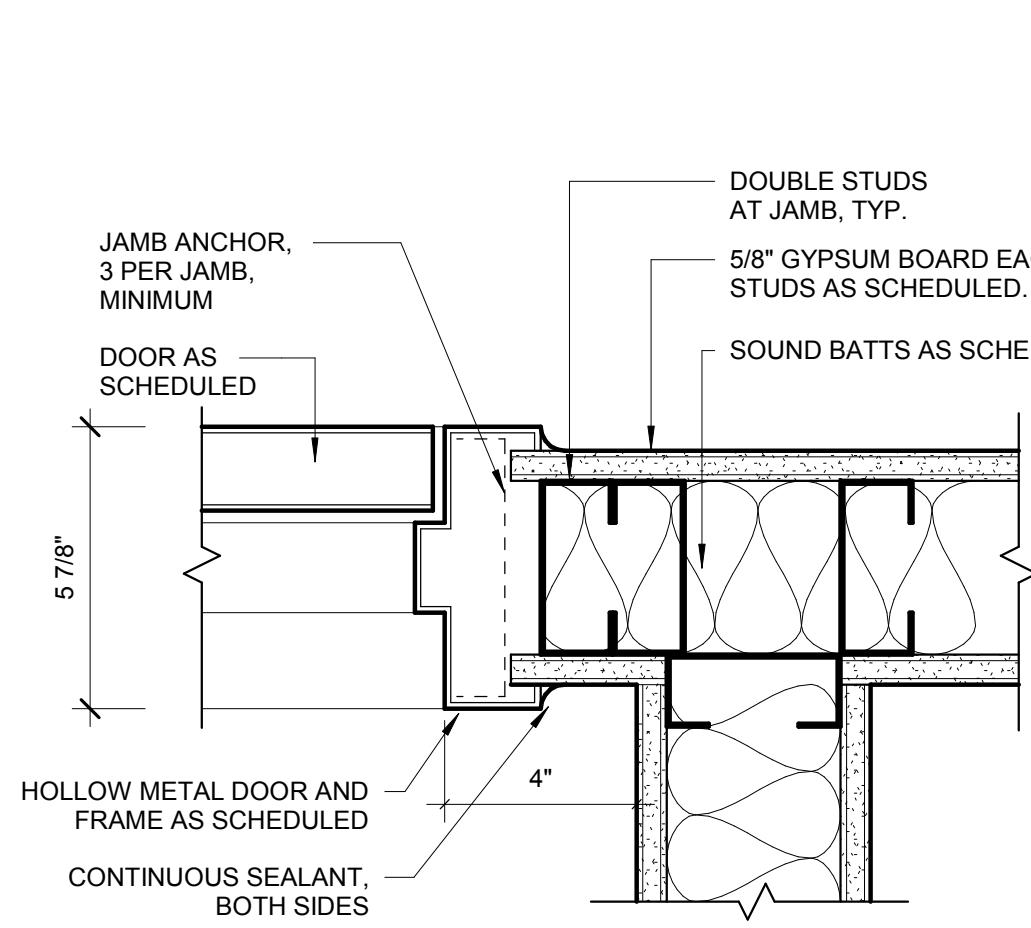 DOUBLE STUDS
AT JAMB, TYP.
JAMB ANCHOR,
3 PER JAMB,
MINIMUM
5/8" GYPSUM BOARD
STUDS AS SCHEDULED.
DOOR AS
SCHEDULED
SOUND BATTS AS
5 7/8"
4"
HOLLOW METAL DOOR AND
FRAME AS SCHEDULED
CONTINUOUS SEALANT,
BOTH SIDES